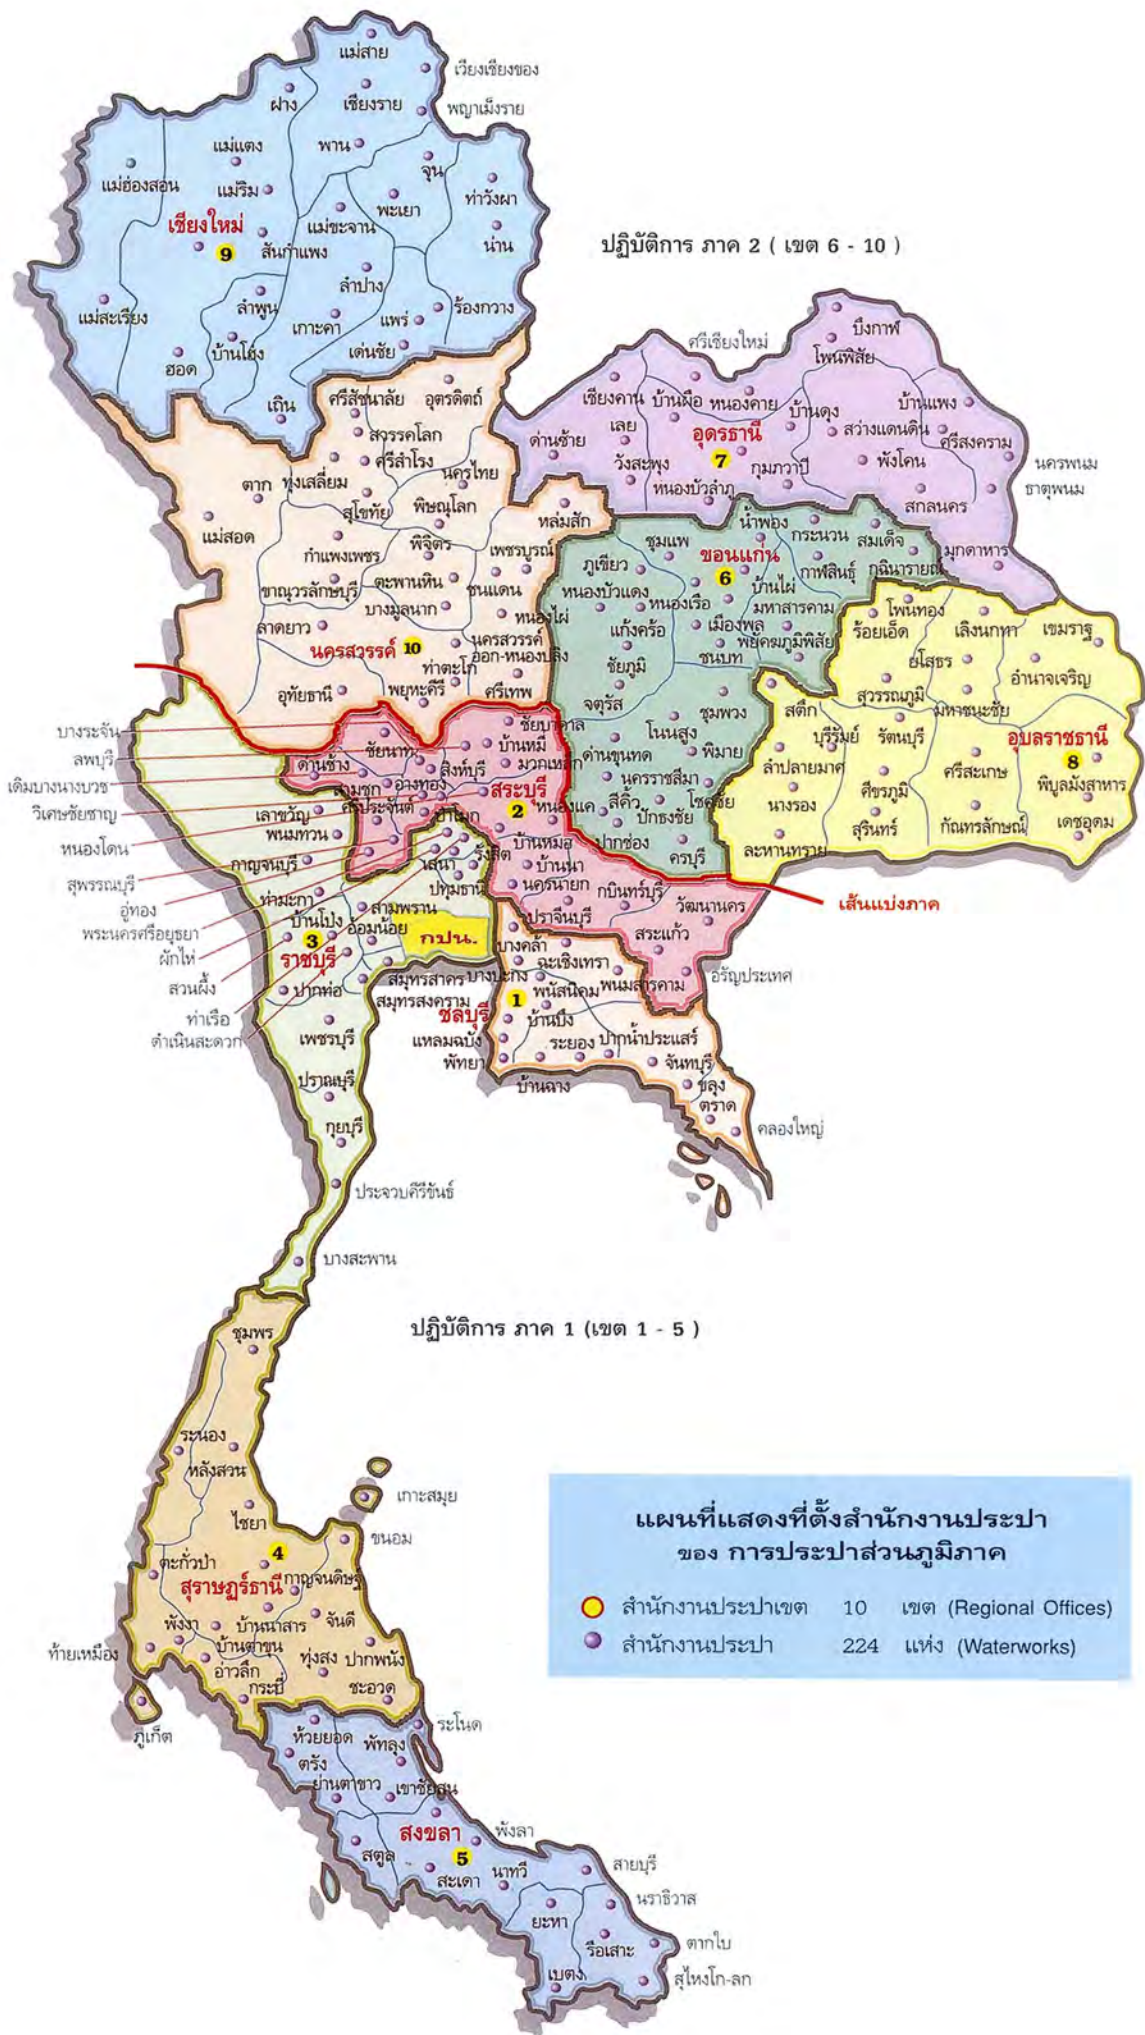 แม่สาย
เวียงเชียงของ
ฝาง
เชียงราย
พญาเม็งราย
แม่แตง
พาน
จุน
แม่ฮ่องสอน
แม่ริม
ท่าวังผา
พะเยา
เชียงใหม่
แม่ขะจาน
9
สันกำแพง
น่าน
ปฏิบัติการ ภาค 2 ( เขต 6 - 10 )
ลำปาง
แม่สะเรียง
ลำพูน
เกาะคา
แพร่
ร้องกวาง
บ้านโฮ่ง
เด่นชัย
ฮอด
เถิน
บึงกาฬ
ศรีเชียงใหม่
โพนพิสัย
เชียงคาน
บ้านผือ
หนองคาย
บ้านดุง
บ้านแพง
เลย
อุดรธานี
สว่างแดนดิน
ศรีสงคราม
ด่านซ้าย
7
วังสะพุง
กุมภวาปี
พังโคน
นครพนม
ธาตุพนม
หนองบัวลำภู
สกลนคร
มุกดาหาร
ศรีสัชนาลัย
อุตรดิตถ์
สวรรคโลก
ศรีสำโรง
ทุ่งเสลี่ยม
นครไทย
ตาก
สุโขทัย
พิษณุโลก
หล่มสัก
แม่สอด
กำแพงเพชร
พิจิตร
เพชรบูรณ์
ขาณุวรลักษบุรี
ตะพานหิน
ชนแดน
บางมูลนาก
หนองไผ่
ลาดยาว
นครสวรรค์
10
นครสวรรค์
ออก-หนองปลิง
ท่าตะโก
อุทัยธานี
พยุหะคีรี
ศรีเทพ
น้ำพอง
กระนวน
สมเด็จ
ชุมแพ
ขอนแก่น
ภูเขียว
6
บ้านไผ่
กาฬสินธุ์
กุฉินารายณ์
หนองบัวแดง
หนองเรือ
มหาสารคาม
แก้งคร้อ
เมืองพล
พยัคฆภูมิพิสัย
ชัยภูมิ
ชนบท
จตุรัส
ชุมพวง
โนนสูง
ด่านขุนทด
พิมาย
นครราชสีมา
สีคิ้ว
โชคชัย
ปักธงชัย
ปากช่อง
ครบุรี
โพนทอง
ร้อยเอ็ด
เลิงนกทา
เขมราฐ
ยโสธร
อำนาจเจริญ
สุวรรณภูมิ
มหาชนะชัย
สตึก
บุรีรัมย์
รัตนบุรี
อุบลราชธานี
8
ลำปลายมาศ
ศรีสะเกษ
พิบูลมังสาหาร
นางรอง
ศีขรภูมิ
สุรินทร์
กันทรลักษณ์
เดชอุดม
ละหานทราย
เส้นแบ่งภาค
บางระจัน
ลพบุรี
เดิมบางนางบวช
วิเศษชัยชาญ
หนองโดน
สุพรรณบุรี
อู่ทอง
พระนครศรีอยุธยา
ผักไห่
สวนผึ้ง
ท่าเรือ
ดำเนินสะดวก
ชัยบาดาล
ชัยนาท
บ้านหมี่
ด่านช้าง
สิงห์บุรี
มวกเหล็ก
สามชุก
อ่างทอง
สระบุรี
2
หนองแค
ศรีประจันต์
ป่าโมก
บ้านหมอ
บ้านนา
นครนายก
กบินทร์บุรี
วัฒนานคร
ปราจีนบุรี
สระแก้ว
อรัญประเทศ
เลาขวัญ
พนมทวน
กาญจนบุรี
เสนา
รังสิต
ปทุมธานี
ท่ามะกา
สามพราน
บ้านโป่ง
3
อ้อมน้อย
กปน.
ราชบุรี
ปากท่อ
สมุทรสาคร
สมุทรสงคราม
เพชรบุรี
ปราณบุรี
กุยบุรี
ประจวบคีรีขันธ์
บางสะพาน
บางคล้า
ฉะเชิงเทรา
บางปะกง
พนมสารคาม
1
พนัสนิคม
ชลบุรี
บ้านบึง
แหลมฉบัง
ระยอง
ปากน้ำประแสร์
พัทยา
จันทบุรี
บ้านฉาง
ขลุง
ตราด
คลองใหญ่
ปฏิบัติการ ภาค 1 (เขต 1 - 5 )
ชุมพร
ระนอง
หลังสวน
เกาะสมุย
ไชยา
ขนอม
4
ตะกั่วป่า
สุราษฎร์ธานี
กาญจนดิษฐ์
พังงา
บ้านนาสาร
จันดี
ท้ายเหมือง
บ้านตาขุน
อ่าวลึก
ทุ่งสง
ปากพนัง
กระบี่
ชะอวด
ภูเก็ต
ห้วยยอด
พัทลุง
ระโนด
ตรัง
ย่านตาขาว
เขาชัยสน
สงขลา
พังลา
สตูล
5
สะเดา
นาทวี
สายบุรี
นราธิวาส
ยะหา
รือเสาะ
ตากใบ
เบตง
สุไหงโก-ลก
แผนที่แสดงที่ตั้งสำนักงานประปา
ของ การประปาส่วนภูมิภาค
สำนักงานประปาเขต 10 เขต (Regional Offices)
สำนักงานประปา 224 แห่ง (Waterworks)